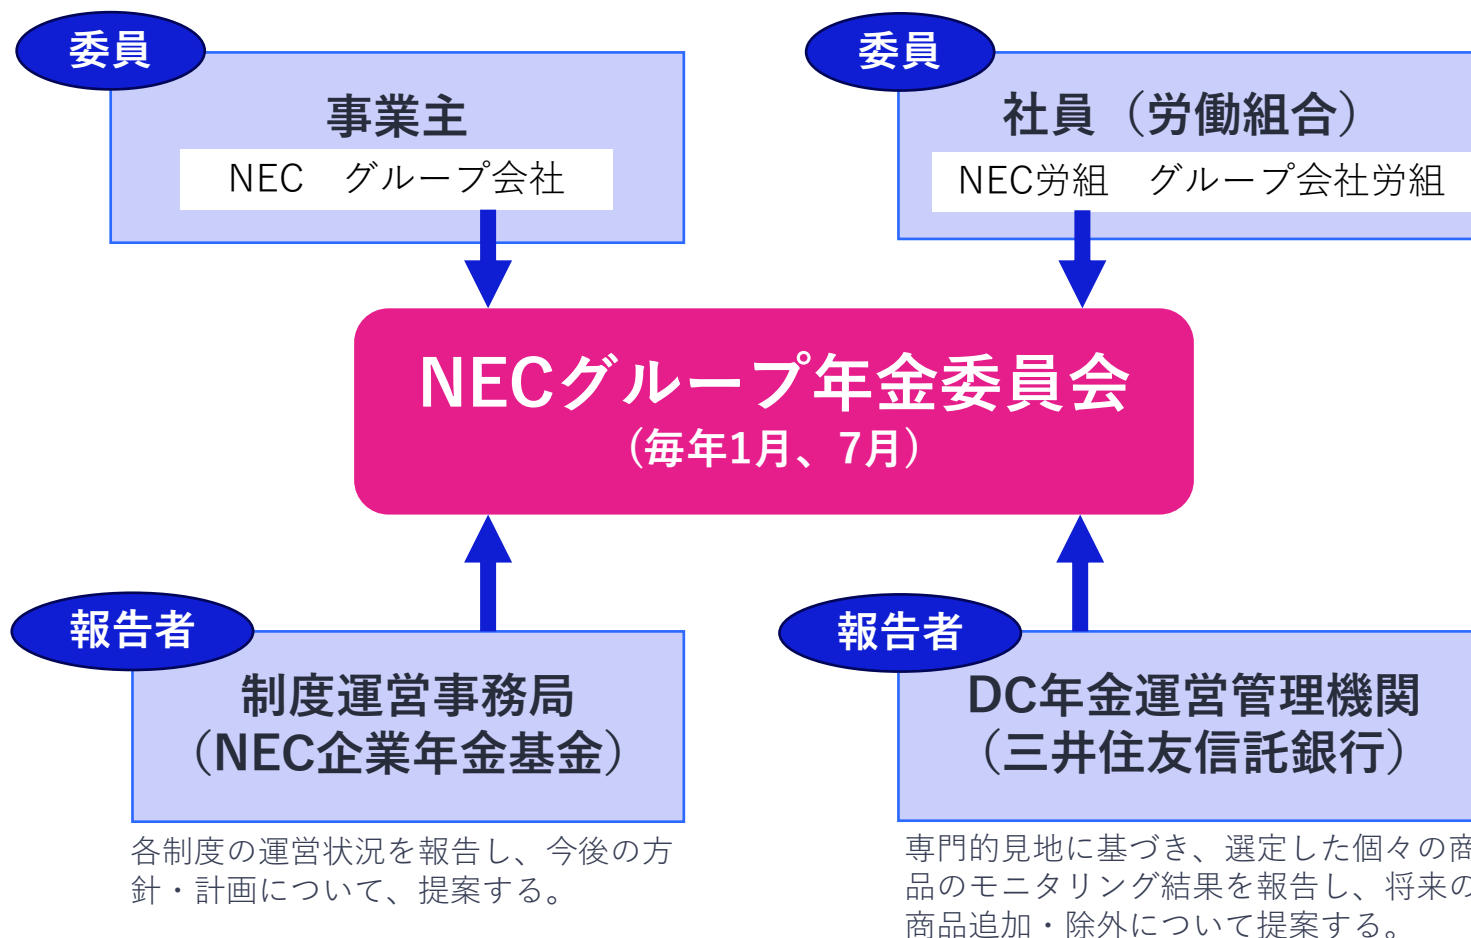 委員
事業主
NEC　グループ会社
委員
社員（労働組合）
NEC労組　グループ会社労組
NECグループ年金委員会
（毎年1月、7月）
報告者
制度運営事務局
（NEC企業年金基金）
各制度の運営状況を報告し、今後の方
針・計画について、提案する。
報告者
DC年金運営管理機関
（三井住友信託銀行）
専門的見地に基づき、選定した個々の商
品のモニタリング結果を報告し、将来の
商品追加・除外について提案する。